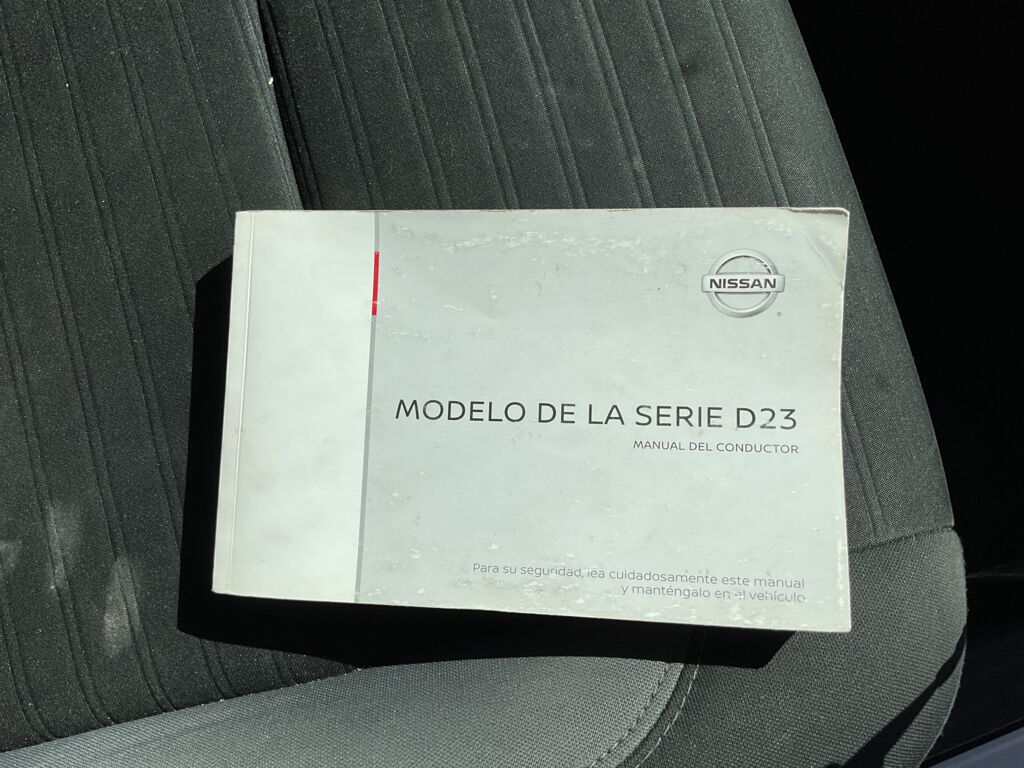 NISSAN
MODELO DE LA SERIE D23
MANUAL DEL CONDUCTOR
Para su seguridad, lea cuidadosamente este manual
y manténgalo en el vehículo